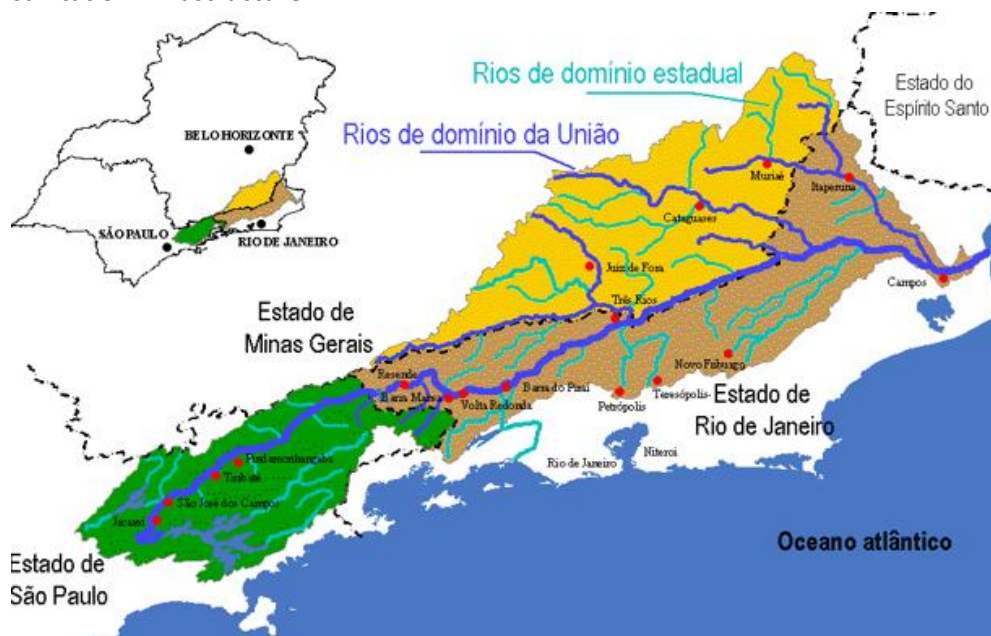 Rios de domínio estadual
Estado do
Espírito Santo
BELO HORIZONTE
Rios de domínio da União
Muriaé
Itaperuna
Cataguases
SÃO PAULO
RIO DE JANEIRO
Juiz de Fora
Campos
Três Rios
Estado de
Minas Gerais
Novo Friburgo
Resende
Barra Mansa
Volta Redonda
Barra do Piraí
Petrópolis
Teresópolis
Estado de
Rio de Janeiro
Rio de Janeiro
Niteroi
Pindamonhangaba
Taubaté
São José dos Campos
Jacareí
Oceano atlântico
Estado de
São Paulo